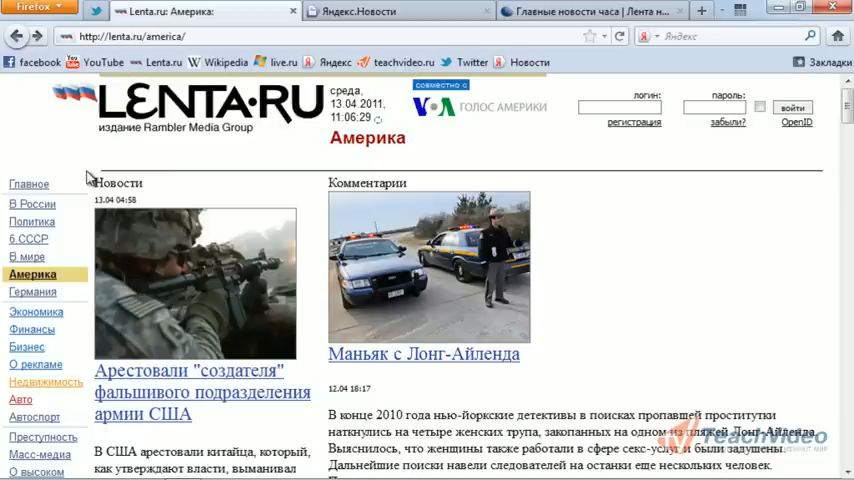 Firefox
Lenta.ru: Америка:
Яндекс.Новости
Главные новости часа | Лента н...
http://lenta.ru/america/
Яндекс
facebook YouTube Lenta.ru Wikipedia live.ru Яндекс teachvideo.ru Twitter Новости Закладки
LENTA·RU
издание Rambler Media Group
среда,
13.04.2011,
11:06:29
совместно с
VOA ГОЛОС АМЕРИКИ
Америка
логин:
пароль:
войти
регистрация
забыли?
OpenID
Главное
В России
Политика
б.СССР
В мире
Америка
Германия
Экономика
Финансы
Бизнес
О рекламе
Недвижимость
Авто
Автоспорт
Преступность
Масс-медиа
О высоком
Новости
13.04 04:58
Арестовали "создателя"
фальшивого подразделения
армии США
В США арестовали китайца, который,
как утверждают власти, выманивал
Комментарии
Маньяк с Лонг-Айленда
12.04 18:17
В конце 2010 года нью-йоркские детективы в поисках пропавшей проститутки
наткнулись на четыре женских трупа, закопанных на одном из пляжей Лонг-Айленда.
Выяснилось, что женщины также работали в сфере секс-услуг и были задушены.
Дальнейшие поиски навели следователей на останки еще нескольких человек.
TeachVideo